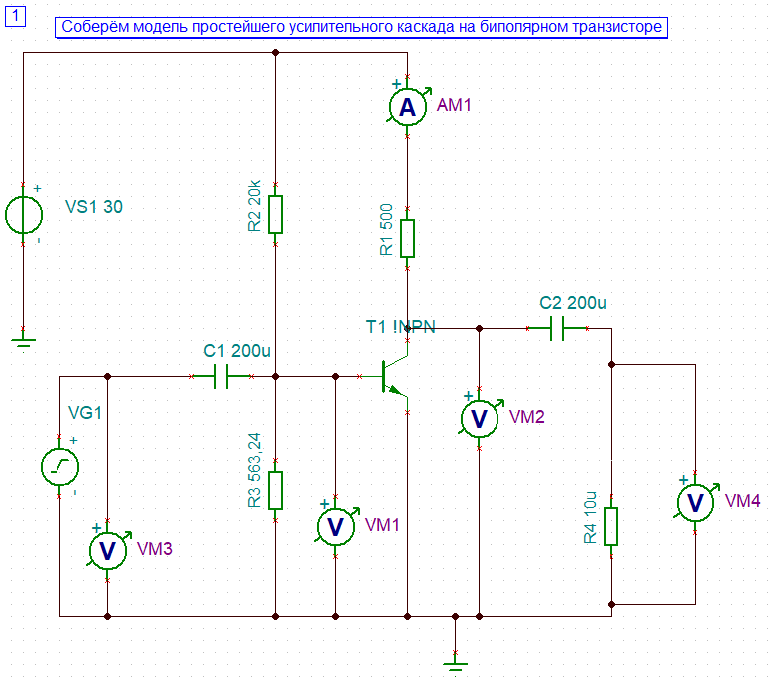 1
Соберём модель простейшего усилительного каскада на биполярном транзисторе
+
A
AM1
VS1 30
+
R2 20k
R1 500
T1 !NPN
C2 200u
C1 200u
VG1
+
R3 563,24
+
V
VM1
+
V
VM2
+
V
VM3
R4 10u
+
V
VM4